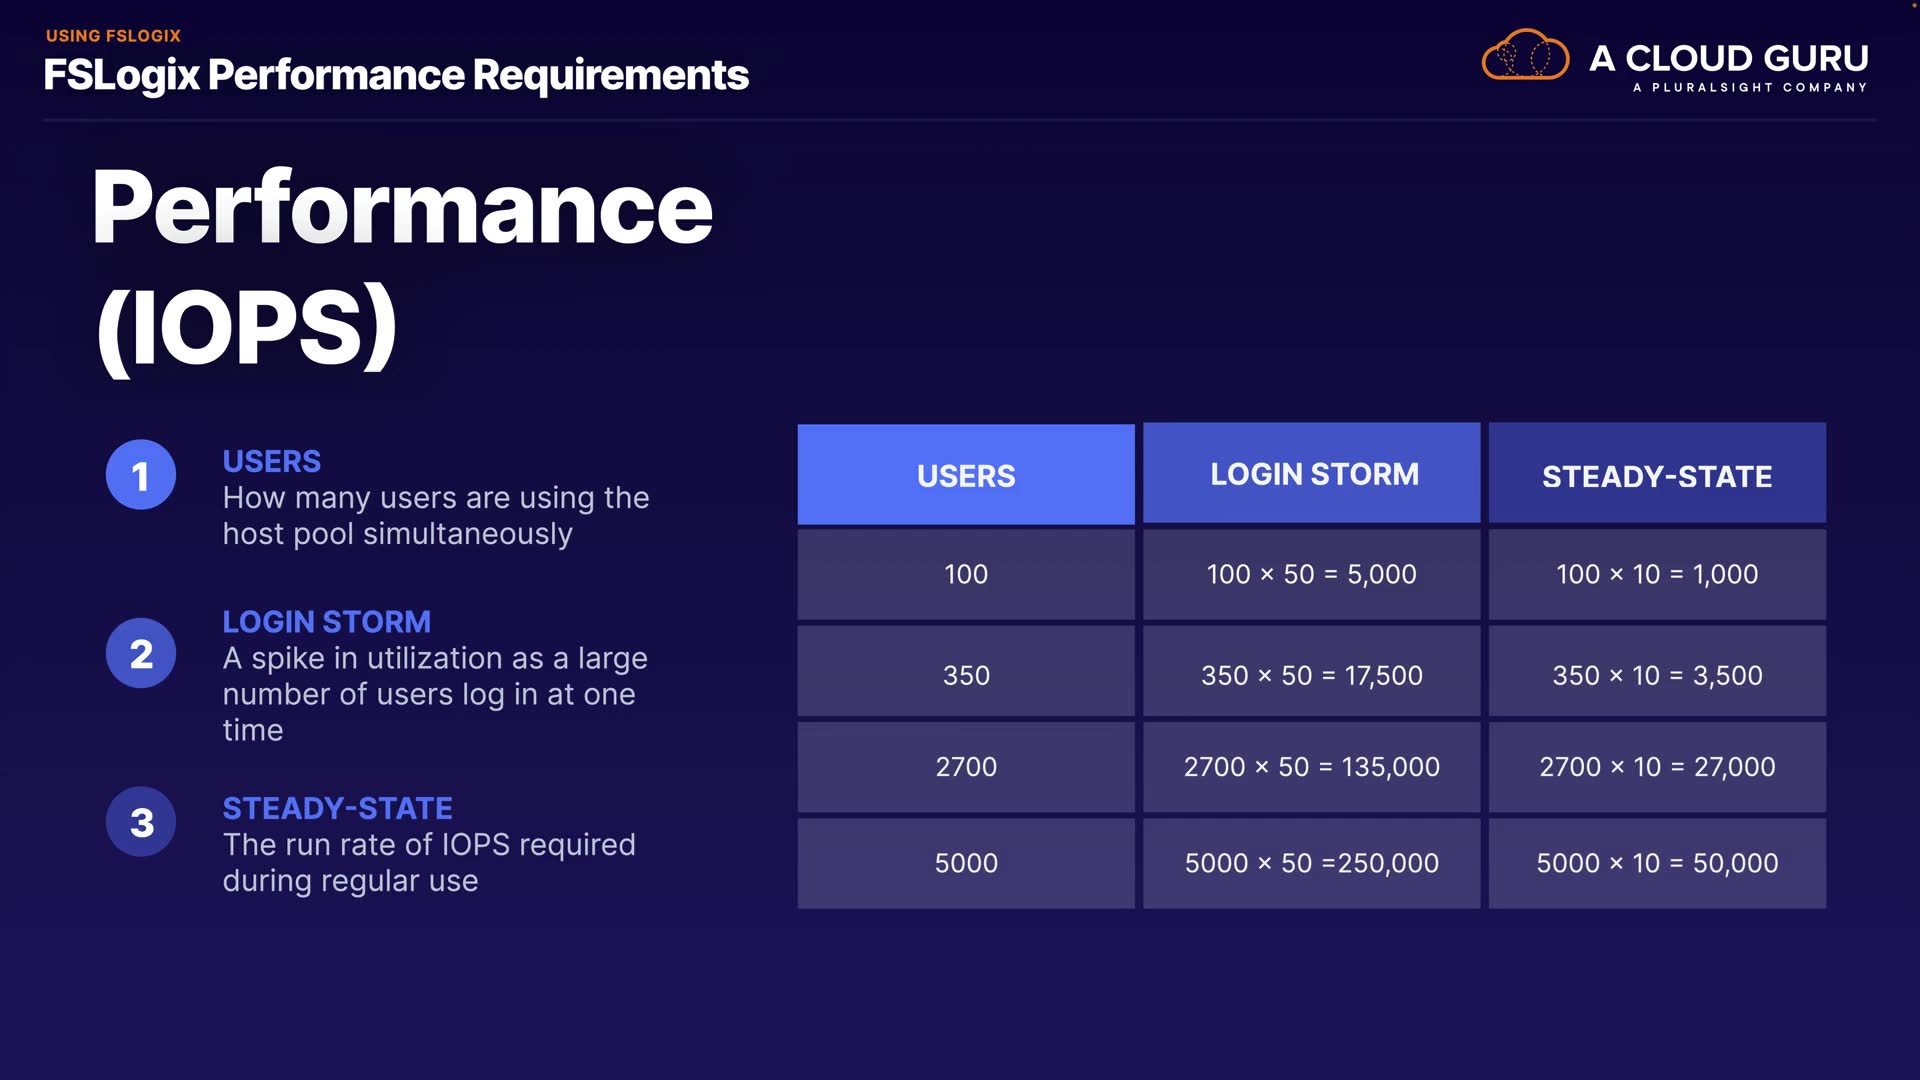 USING FSLOGIX
FSLogix Performance Requirements
A CLOUD GURU
A PLURALSIGHT COMPANY
Performance
(IOPS)
1
USERS
How many users are using the
host pool simultaneously
2
LOGIN STORM
A spike in utilization as a large
number of users log in at one
time
3
STEADY-STATE
The run rate of IOPS required
during regular use
USERS LOGIN STORM STEADY-STATE
100 100 × 50 = 5,000 100 × 10 = 1,000
350 350 × 50 = 17,500 350 × 10 = 3,500
2700 2700 × 50 = 135,000 2700 × 10 = 27,000
5000 5000 × 50 =250,000 5000 × 10 = 50,000